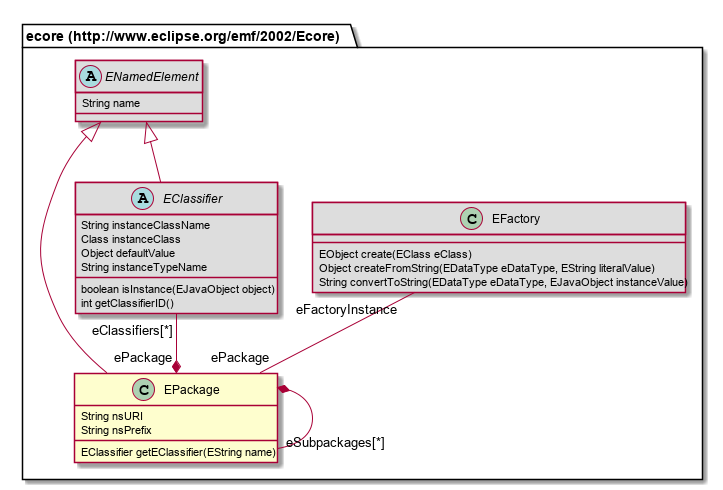 ecore (http://www.eclipse.org/emf/2002/Ecore)
A ENamedElement
String name
A EClassifier
String instanceClassName
Class instanceClass
Object defaultValue
String instanceTypeName
boolean isInstance(EJavaObject object)
int getClassifierID()
C EFactory
EObject create(EClass eClass)
Object createFromString(EDataType eDataType, EString literalValue)
String convertToString(EDataType eDataType, EJavaObject instanceValue)
eFactoryInstance
eClassifiers[*]
ePackage
ePackage
C EPackage
String nsURI
String nsPrefix
EClassifier getEClassifier(EString name)
eSubpackages[*]